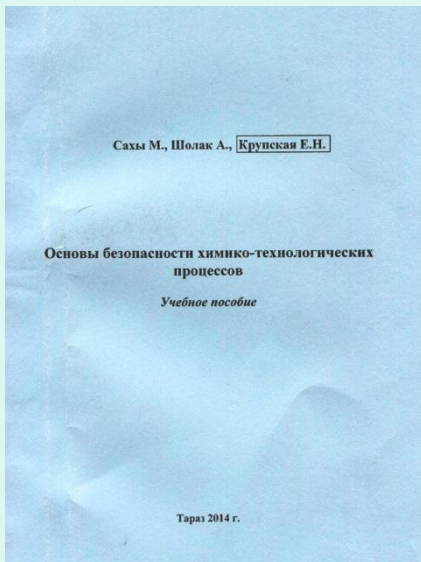 Сахы М., Шолак А., Крупская Е.Н.
Основы безопасности химико-технологических
процессов
Учебное пособие
Тараз 2014 г.